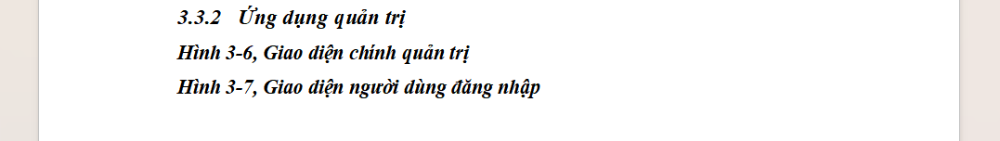 3.3.2 Ứng dụng quản trị
Hình 3-6, Giao diện chính quản trị
Hình 3-7, Giao diện người dùng đăng nhập